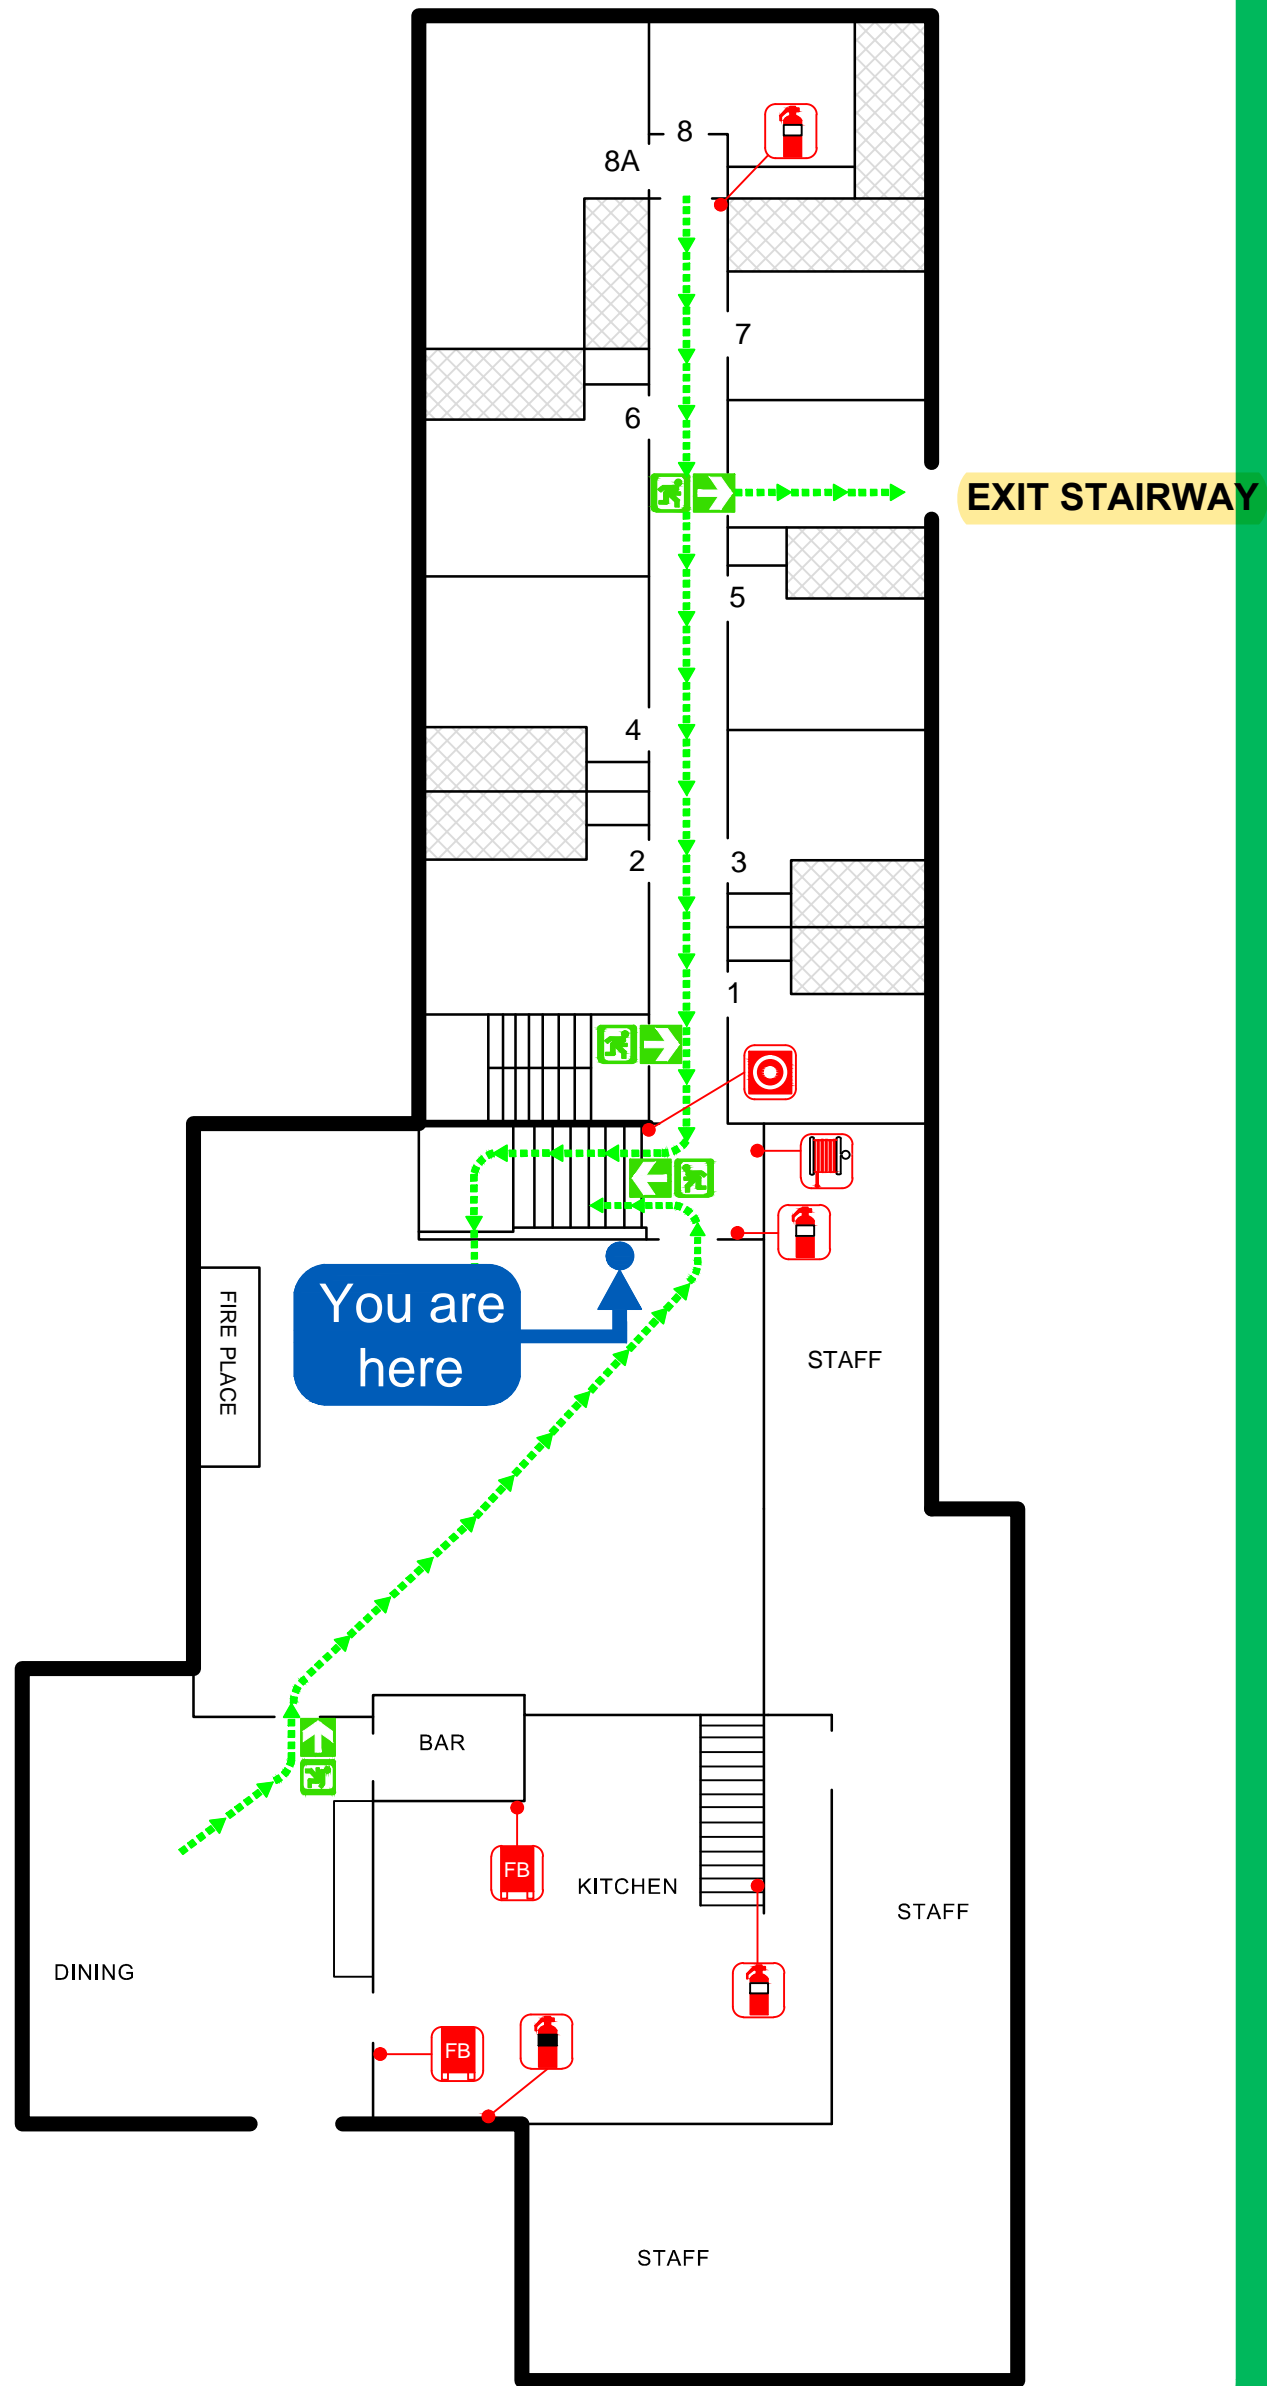 8
8A
7
6
EXIT STAIRWAY
5
4
2
3
1
You are
here
FIRE PLACE
STAFF
BAR
FB
KITCHEN
STAFF
DINING
FB
STAFF